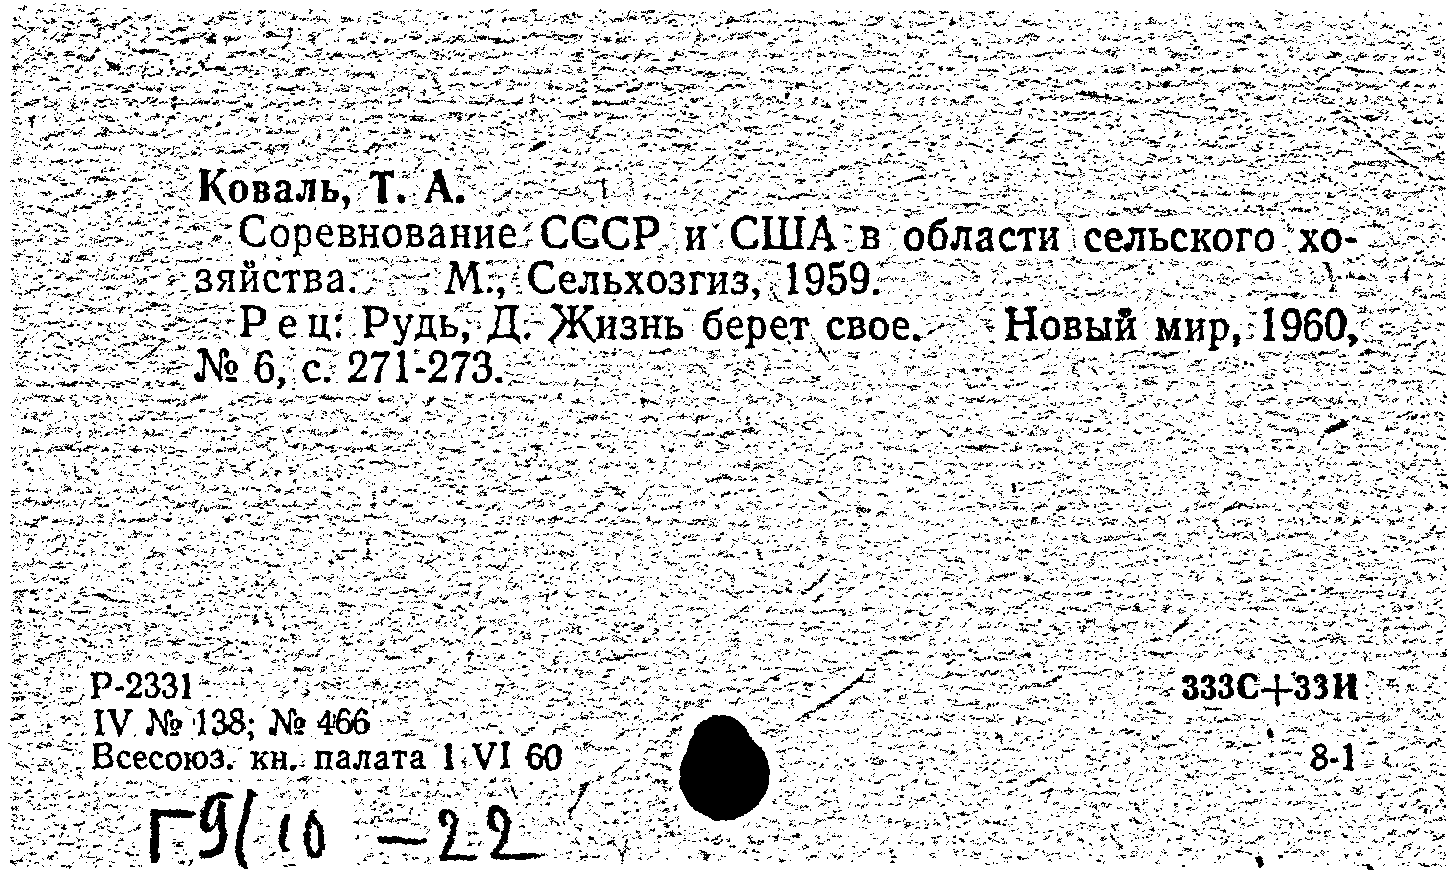 Коваль, Т. А.
Соревнование СССР и США в области сельского хо-
зяйства. М., Сельхозгиз, 1959.
Рец: Рудь, Д. Жизнь берет свое. Новый мир, 1960,
№ 6, с. 271-273.
Р-2331
IV № 138; № 466
Всесоюз. кн. палата 1 VI 60
333С+33И
8-1
Г9/10 -22